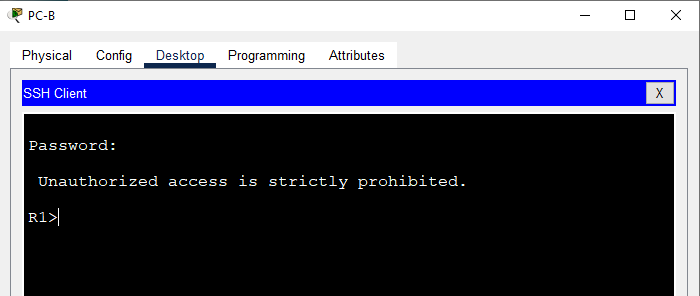 PC-B
Physical Config Desktop Programming Attributes
SSH Client X
Password:
Unauthorized access is strictly prohibited.
R1>